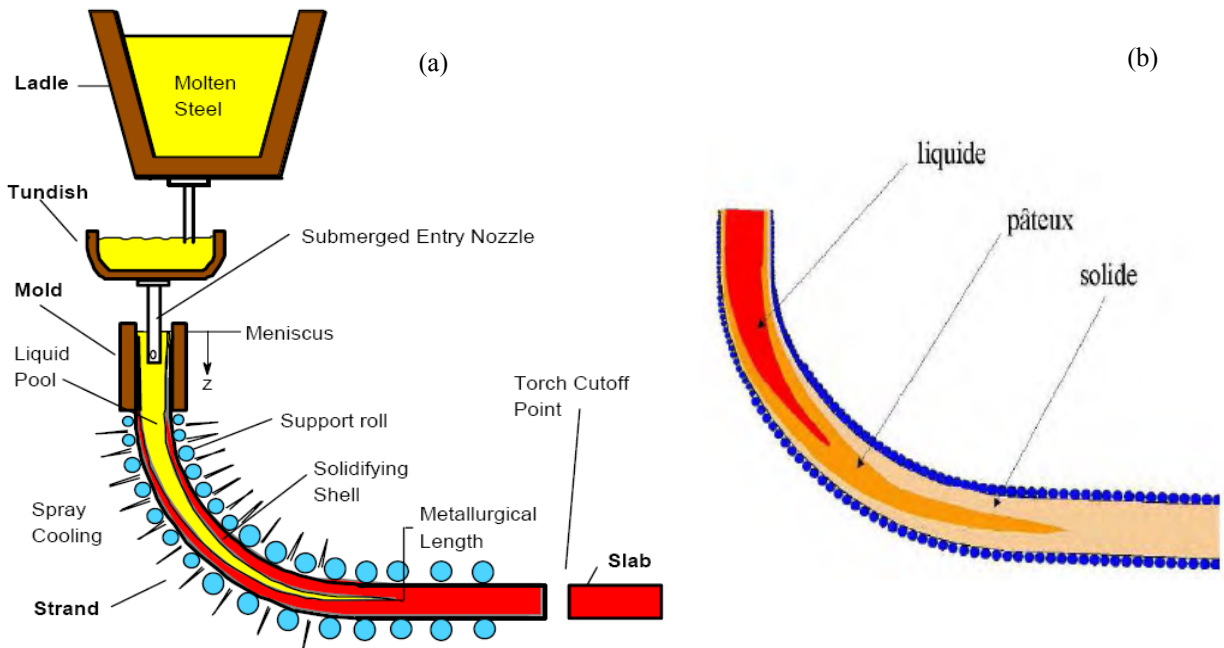 (a)
Ladle
Molten
Steel
Tundish
Submerged Entry Nozzle
Mold
Meniscus
Liquid
Pool
z
Torch Cutoff
Point
Support roll
Solidifying
Shell
Spray
Cooling
Metallurgical
Length
Slab
Strand
(b)
liquide
pâteux
solide